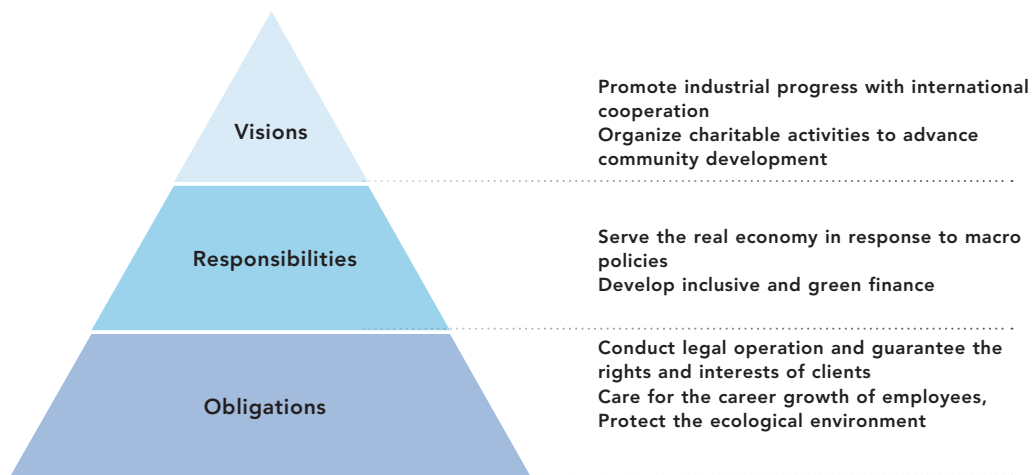 Visions
Promote industrial progress with international
cooperation
Organize charitable activities to advance
community development
Responsibilities
Serve the real economy in response to macro
policies
Develop inclusive and green finance
Obligations
Conduct legal operation and guarantee the
rights and interests of clients
Care for the career growth of employees,
Protect the ecological environment